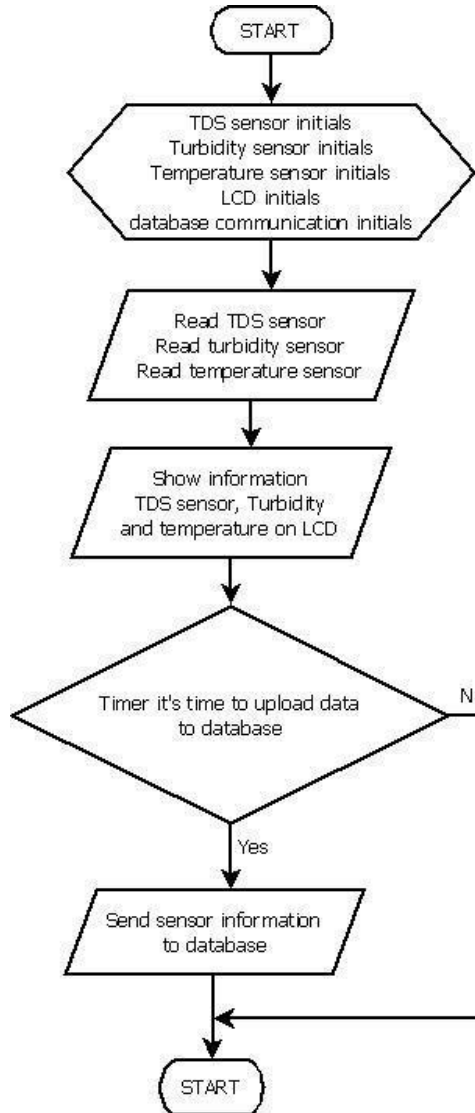 START
TDS sensor initials
Turbidity sensor initials
Temperature sensor initials
LCD initials
database communication initials
Read TDS sensor
Read turbidity sensor
Read temperature sensor
Show information
TDS sensor, Turbidity
and temperature on LCD
Timer it's time to upload data
to database
N
Yes
Send sensor information
to database
START